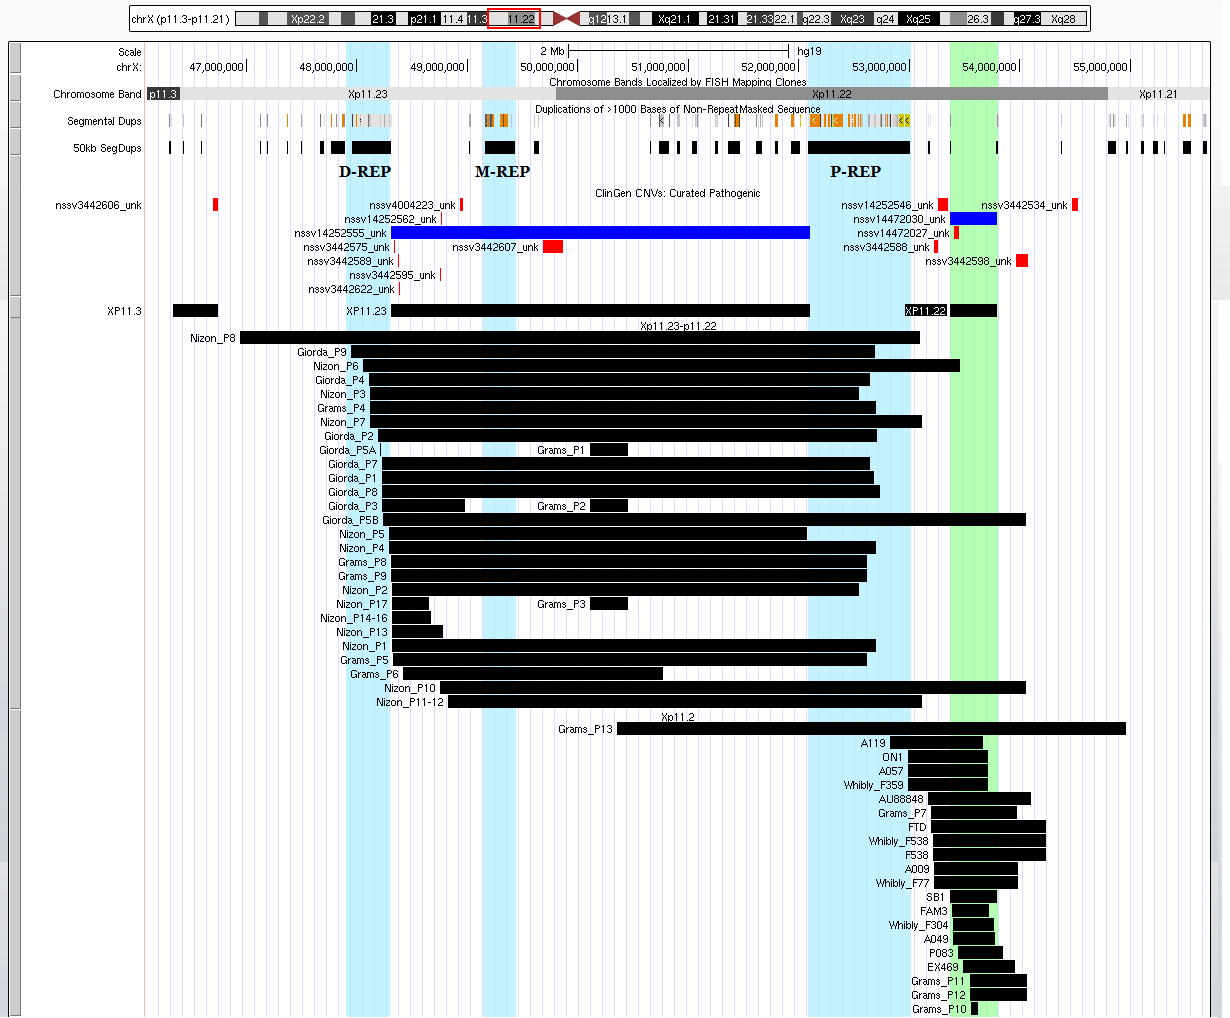 chrX (p11.3-p11.21) Xp22.2 21.3 p21.1 11.4 11.3 11.22 q12 13.1 Xq21.1 21.31 21.33 22.1 q22.3 Xq23 q24 Xq25 26.3 q27.3 Xq28
Scale 2 Mb hg19
chrX: 47,000,000 48,000,000 49,000,000 50,000,000 51,000,000 52,000,000 53,000,000 54,000,000 55,000,000
Chromosome Bands Localized by FISH Mapping Clones
Chromosome Band p11.3 Xp11.23 Xp11.22 Xp11.21
Duplications of >1000 Bases of Non-RepeatMasked Sequence
Segmental Dups
50kb SegDups
D-REP M-REP P-REP
ClinGen CNVs: Curated Pathogenic
nssv3442606_unk nssv4004223_unk nssv14252546_unk nssv3442534_unk
nssv14252562_unk nssv14472030_unk
nssv14252555_unk nssv14472027_unk
nssv3442575_unk nssv3442607_unk nssv3442588_unk
nssv3442589_unk nssv3442598_unk
nssv3442595_unk
nssv3442622_unk
XP11.3 XP11.23 XP11.22
Xp11.23-p11.22
Nizon_P8
Giorda_P9
Nizon_P6
Giorda_P4
Nizon_P3
Grams_P4
Nizon_P7
Giorda_P2
Giorda_P5A Grams_P1
Giorda_P7
Giorda_P1
Giorda_P8
Giorda_P3 Grams_P2
Giorda_P5B
Nizon_P5
Nizon_P4
Grams_P8
Grams_P9
Nizon_P2
Nizon_P17 Grams_P3
Nizon_P14-16
Nizon_P13
Nizon_P1
Grams_P5
Grams_P6
Nizon_P10
Nizon_P11-12
Xp11.2
Grams_P13
A119
ON1
A057
Whibly_F359
AU88848
Grams_P7
FTD
Whibly_F538
F538
A009
Whibly_F77
SB1
FAM3
Whibly_F304
A049
P083
EX469
Grams_P11
Grams_P12
Grams_P10